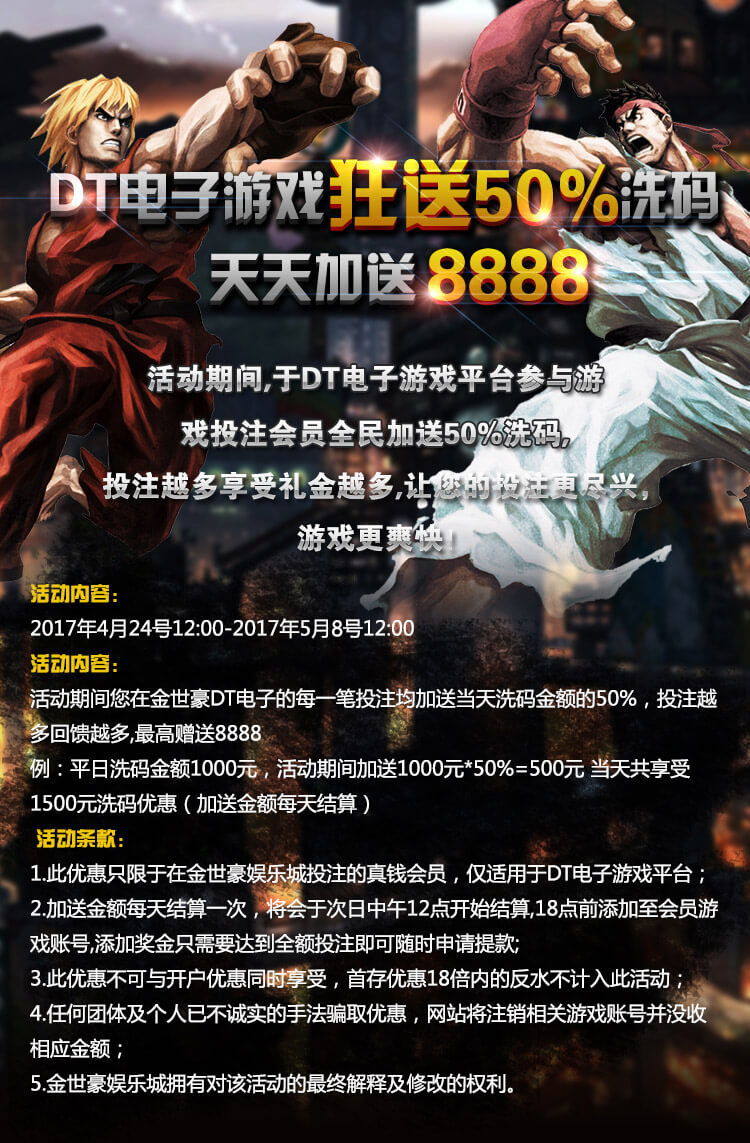 DT电子游戏狂送50%洗码
天天加送8888
活动期间,于DT电子游戏平台参与游
戏投注会员全民加送50%洗码,
投注越多享受礼金越多,让您的投注更尽兴,
游戏更爽快!
活动内容:
2017年4月24号12:00-2017年5月8号12:00
活动内容:
活动期间您在金世豪DT电子的每一笔投注均加送当天洗码金额的50%，投注越
多回馈越多,最高赠送8888
例：平日洗码金额1000元，活动期间加送1000元*50%=500元 当天共享受
1500元洗码优惠（加送金额每天结算）
活动条款:
1.此优惠只限于在金世豪娱乐城投注的真钱会员，仅适用于DT电子游戏平台；
2.加送金额每天结算一次，将会于次日中午12点开始结算,18点前添加至会员游
戏账号,添加奖金只需要达到全额投注即可随时申请提款;
3.此优惠不可与开户优惠同时享受，首存优惠18倍内的反水不计入此活动；
4.任何团体及个人已不诚实的手法骗取优惠，网站将注销相关游戏账号并没收
相应金额；
5.金世豪娱乐城拥有对该活动的最终解释及修改的权利。